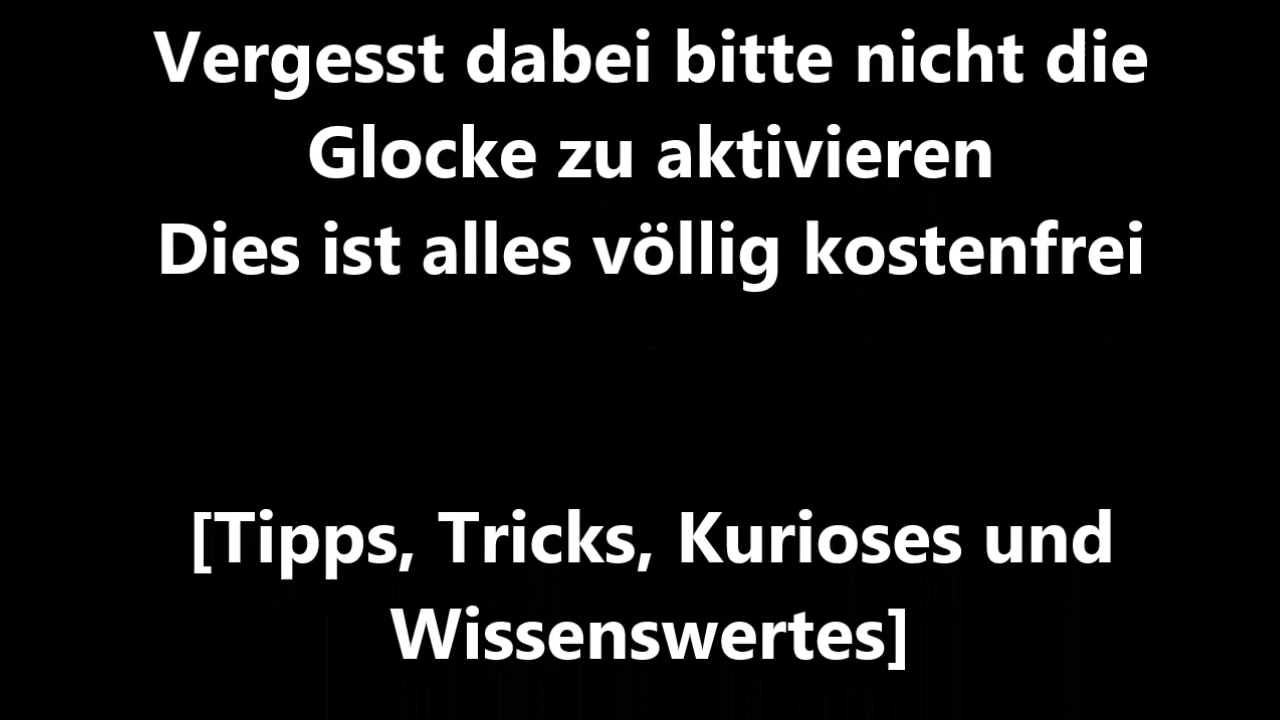 Vergesst dabei bitte nicht die
Glocke zu aktivieren
Dies ist alles völlig kostenfrei
[Tipps, Tricks, Kurioses und
Wissenswertes]